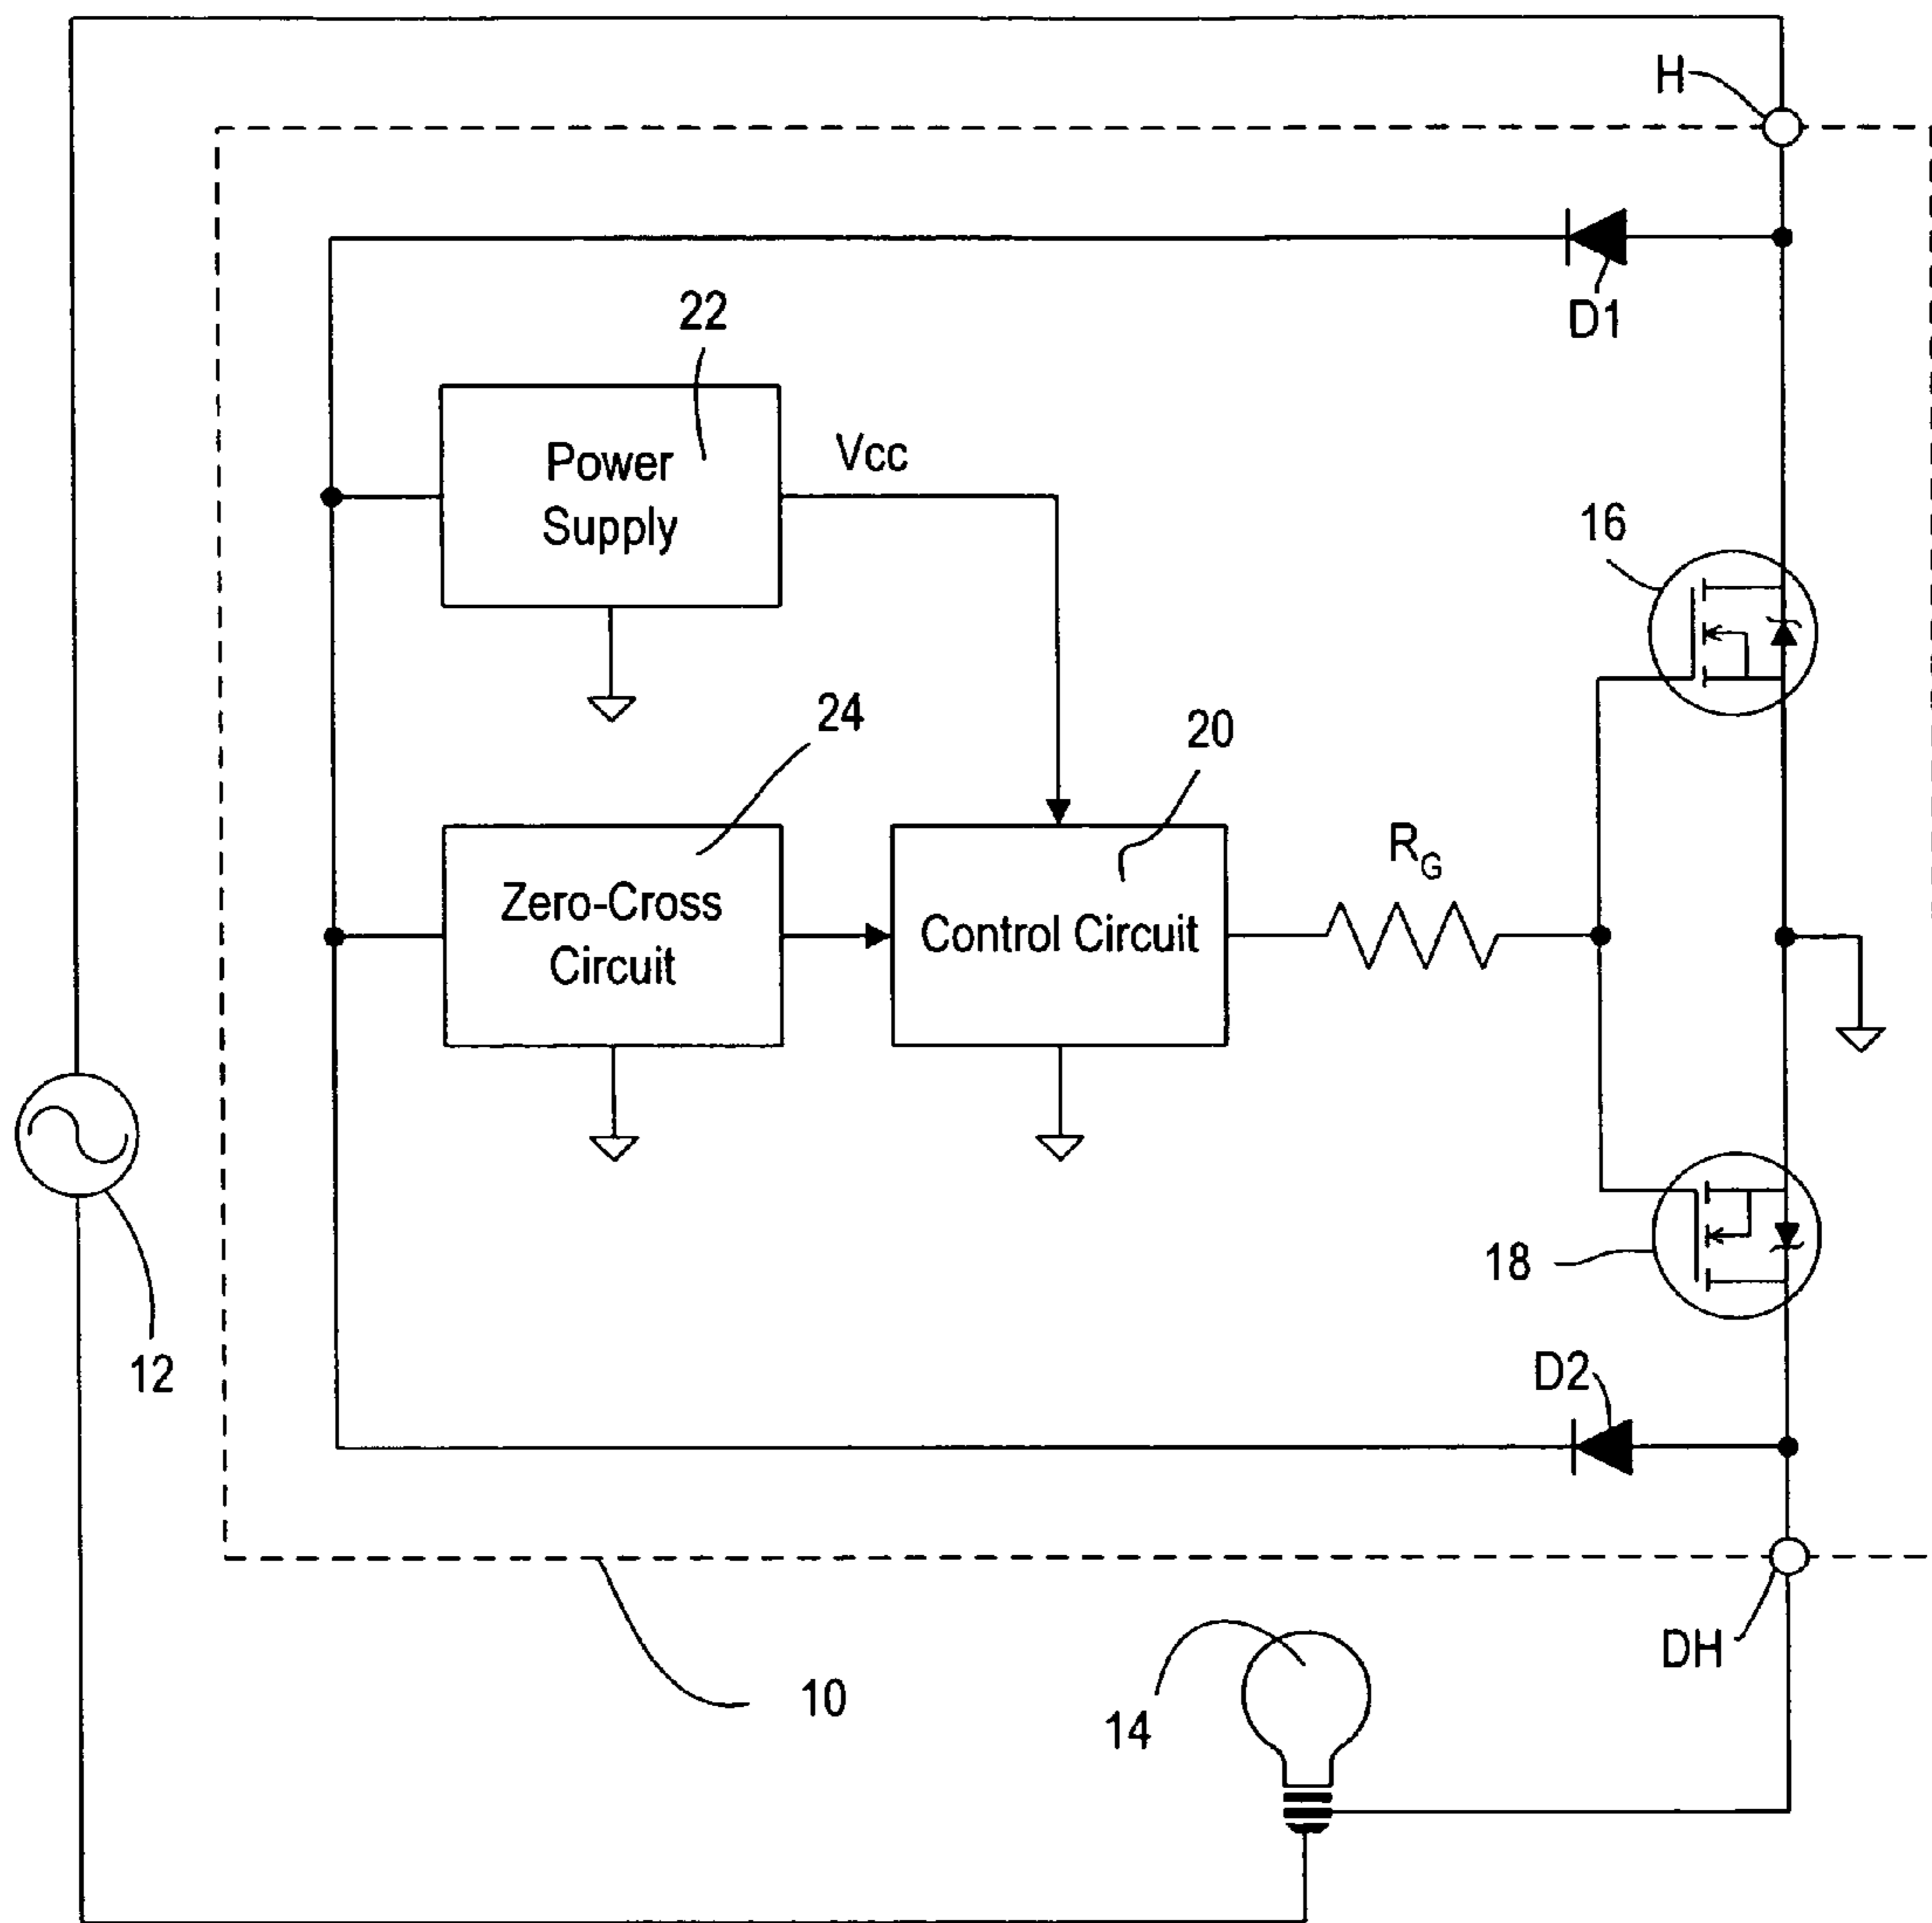 H
D1
22
Power
Supply
Vcc
16
24
20
Zero-Cross
Circuit
Control Circuit
RG
18
12
D2
DH
10
14